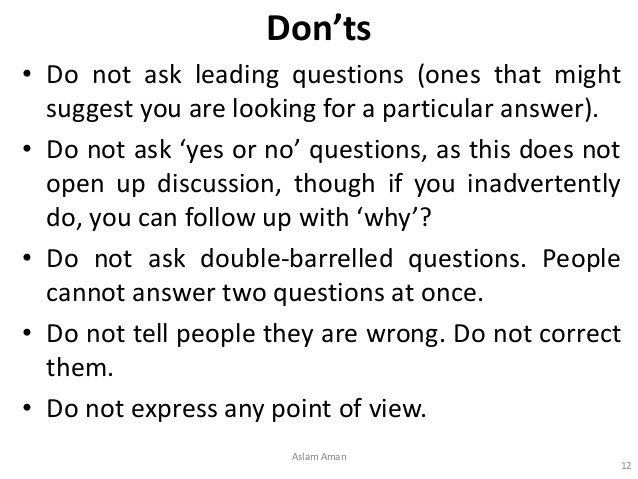 Don’ts
• Do not ask leading questions (ones that might
suggest you are looking for a particular answer).
• Do not ask ‘yes or no’ questions, as this does not
open up discussion, though if you inadvertently
do, you can follow up with ‘why’?
• Do not ask double-barrelled questions. People
cannot answer two questions at once.
• Do not tell people they are wrong. Do not correct
them.
• Do not express any point of view.
Aslam Aman
12